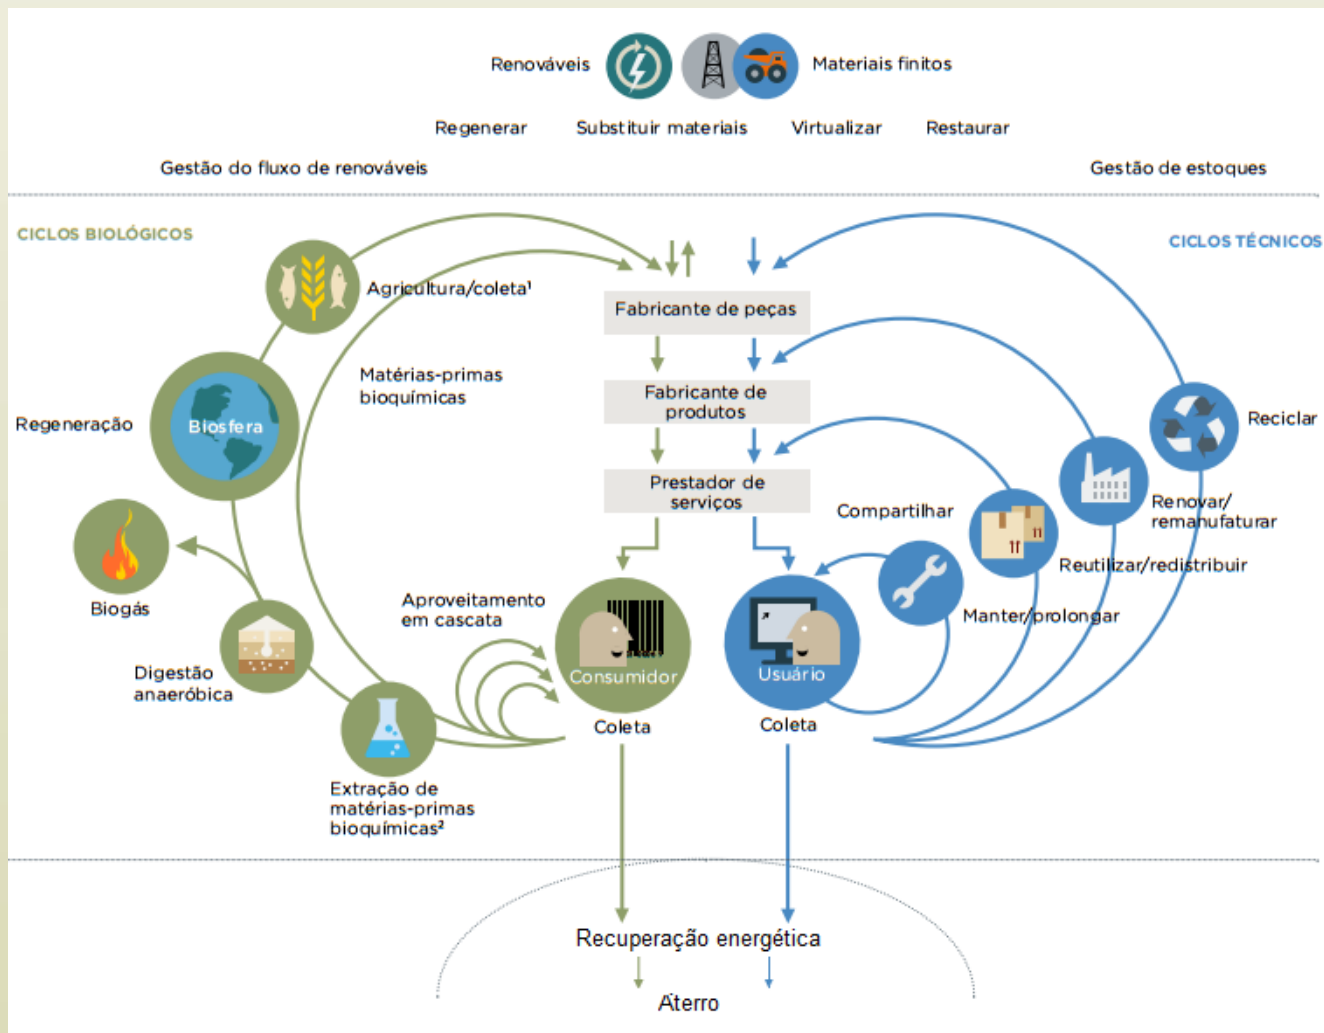 Renováveis
Materiais finitos
Regenerar
Substituir materiais
Virtualizar
Restaurar
Gestão do fluxo de renováveis
Gestão de estoques
CICLOS BIOLÓGICOS
CICLOS TÉCNICOS
Agricultura/coleta¹
Fabricante de peças
Matérias-primas
bioquímicas
Fabricante de
produtos
Regeneração
Biosfera
Reciclar
Prestador de
serviços
Compartilhar
Renovar/
remanufaturar
Reutilizar/redistribuir
Biogás
Aproveitamento
em cascata
Manter/prolongar
Digestão
anaeróbica
Consumidor
Usuário
Coleta
Coleta
Extração de
matérias-primas
bioquímicas²
Recuperação energética
Aterro